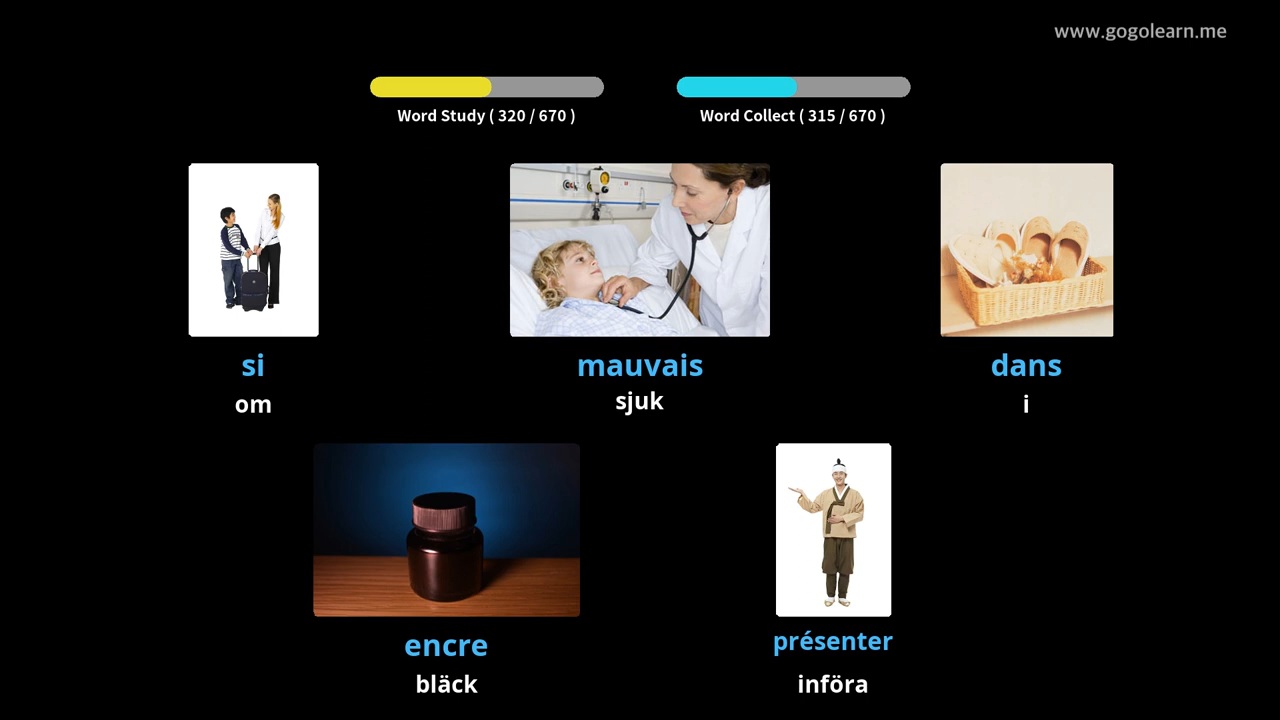 www.gogolearn.me
Word Study ( 320 / 670 )
Word Collect ( 315 / 670 )
si
om
mauvais
sjuk
dans
i
encre
bläck
présenter
införa